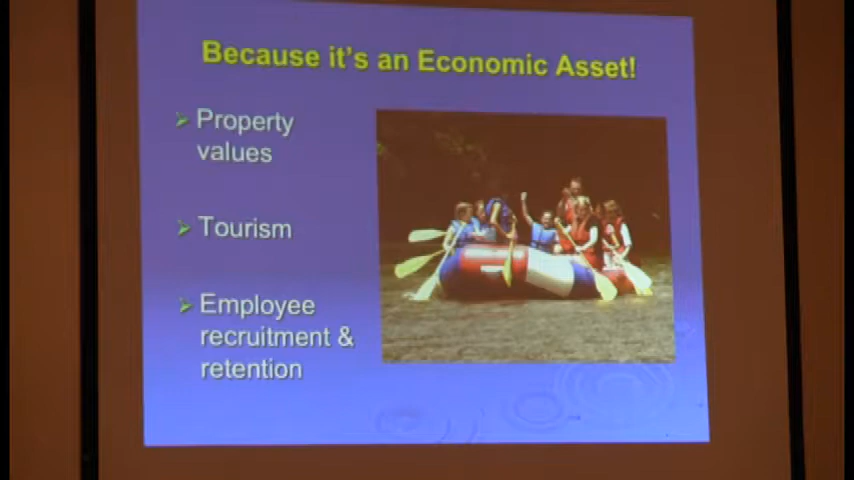 Because it's an Economic Asset!
Property
values
Tourism
Employee
recruitment &
retention